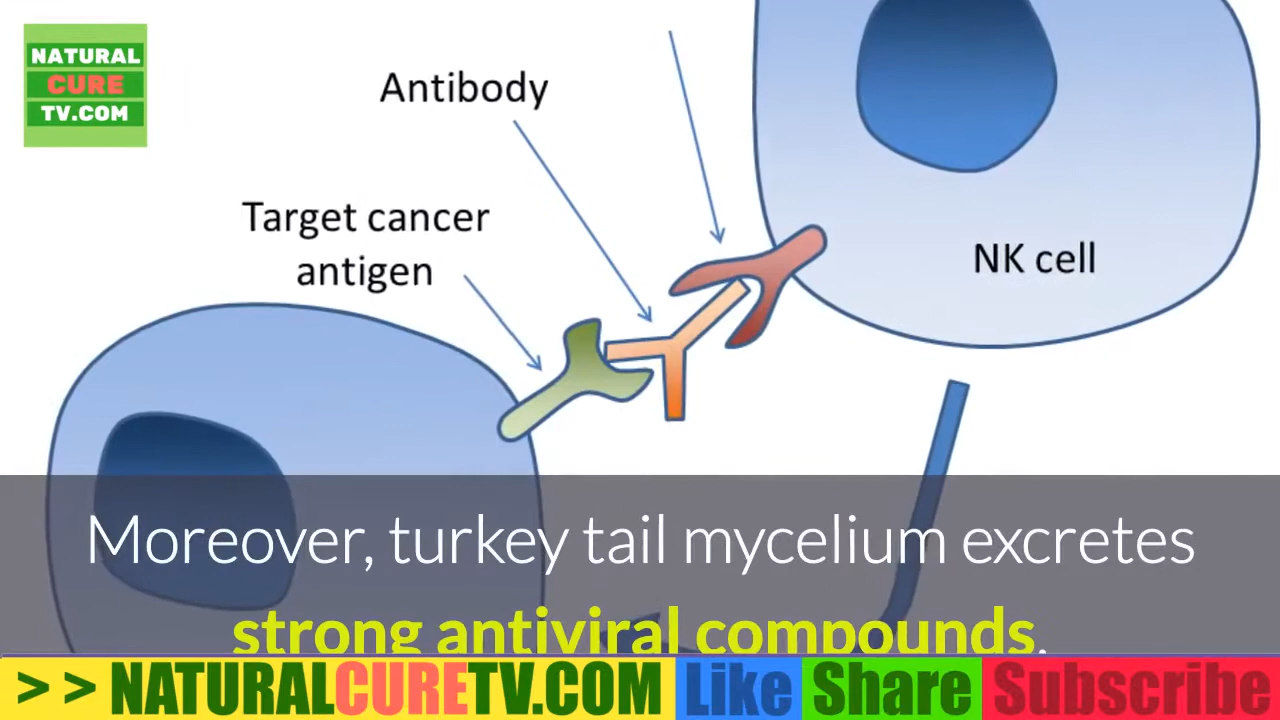 NATURAL
CURE
TV.COM
Antibody
Target cancer
antigen
NK cell
Moreover, turkey tail mycelium excretes
strong antiviral compounds.
>> NATURALCURETV.COM Like Share Subscribe